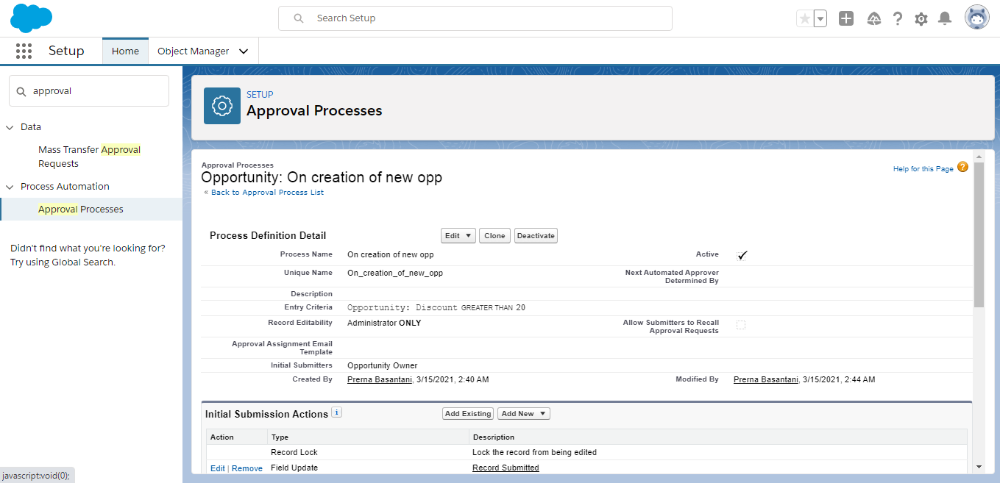 Search Setup
Setup
Home
Object Manager
approval
Data
Mass Transfer Approval
Requests
Process Automation
Approval Processes
Didn't find what you're looking for?
Try using Global Search.
SETUP
Approval Processes
Approval Processes
Opportunity: On creation of new opp
« Back to Approval Process List
Help for this Page ?
Process Definition Detail
Edit
Clone
Deactivate
Process Name On creation of new opp Active
Unique Name On_creation_of_new_opp Next Automated Approver
Determined By
Description
Entry Criteria Opportunity: Discount GREATER THAN 20
Record Editability Administrator ONLY Allow Submitters to Recall
Approval Requests
Approval Assignment Email
Template
Initial Submitters Opportunity Owner
Created By Prerna Basantani, 3/15/2021, 2:40 AM Modified By Prerna Basantani, 3/15/2021, 2:44 AM
Initial Submission Actions i
Add Existing
Add New
Action Type Description
Record Lock Lock the record from being edited
Edit | Remove Field Update Record Submitted
javascript:void(0);